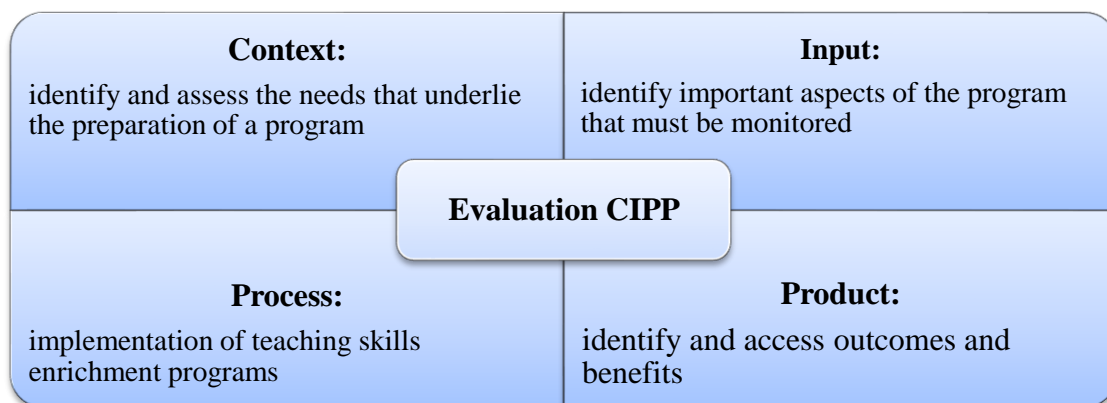 Context:
identify and assess the needs that underlie
the preparation of a program
Input:
identify important aspects of the program
that must be monitored
Evaluation CIPP
Process:
implementation of teaching skills
enrichment programs
Product:
identify and access outcomes and
benefits